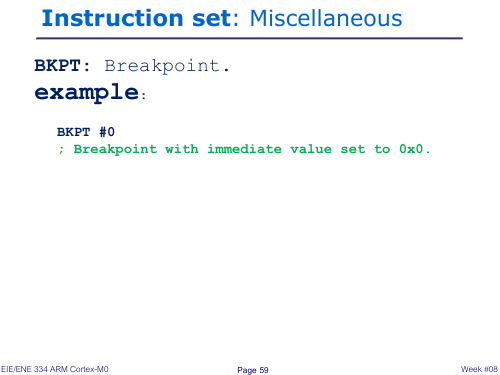 Instruction set: Miscellaneous
BKPT: Breakpoint.
example:
BKPT #0
; Breakpoint with immediate value set to 0x0.
EIE/ENE 334 ARM Cortex-M0
Page 59
Week #08